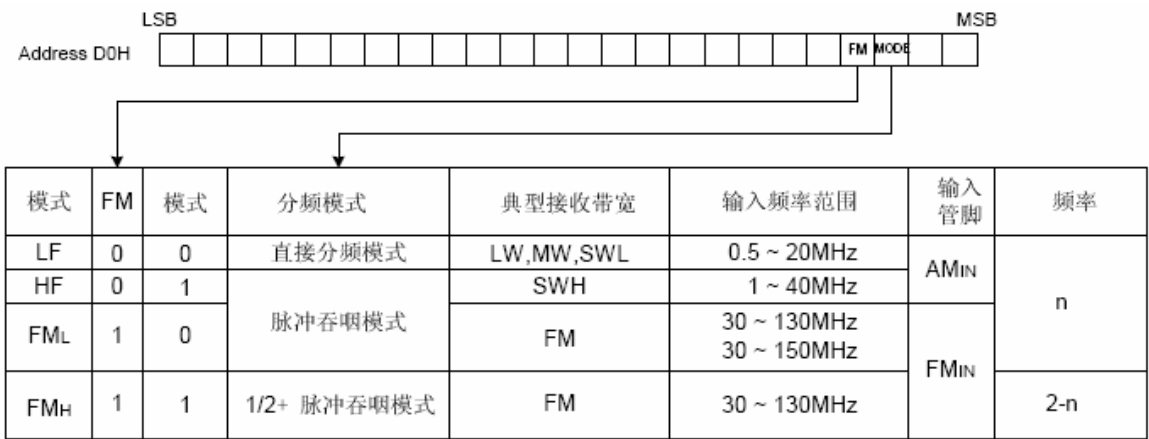 LSB MSB
Address D0H FM MODE
模式 FM 模式 分频模式 典型接收带宽 输入频率范围 输入管脚 频率
LF 0 0 直接分频模式 LW,MW,SWL 0.5 ~ 20MHz AMIN n
HF 0 1 脉冲吞咽模式 SWH 1 ~ 40MHz
FML 1 0 FM 30 ~ 130MHz
30 ~ 150MHz
FMIN
FMH 1 1 1/2+ 脉冲吞咽模式 FM 30 ~ 130MHz 2-n